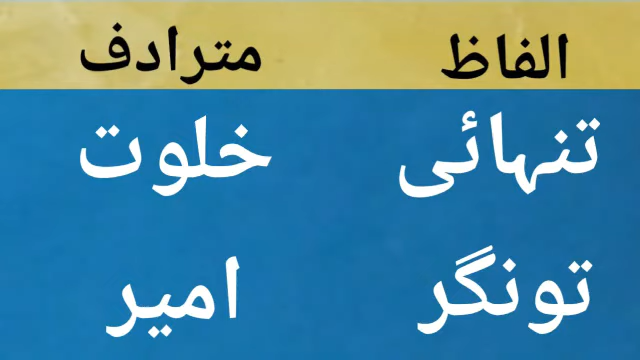 الفاظ مترادف
تنہائی خلوت
تونگر امیر